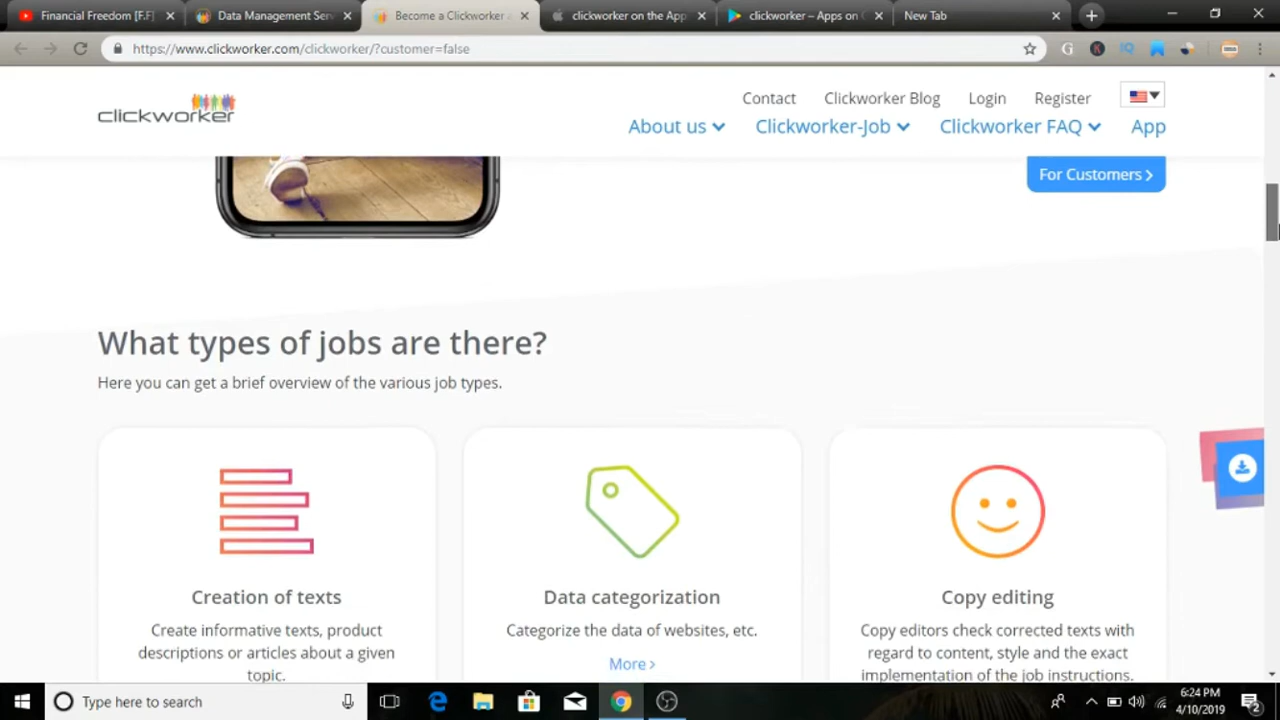 Financial Freedom [F.F]
Data Management Ser
Become a Clickworker
clickworker on the App
clickworker – Apps on
New Tab
https://www.clickworker.com/clickworker/?customer=false
clickworker
Contact Clickworker Blog Login Register
About us Clickworker-Job Clickworker FAQ App
For Customers
What types of jobs are there?
Here you can get a brief overview of the various job types.
Creation of texts
Create informative texts, product
descriptions or articles about a given
topic.
Data categorization
Categorize the data of websites, etc.
More
Copy editing
Copy editors check corrected texts with
regard to content, style and the exact
implementation of the job instructions.
Type here to search
6:24 PM
4/10/2019
2